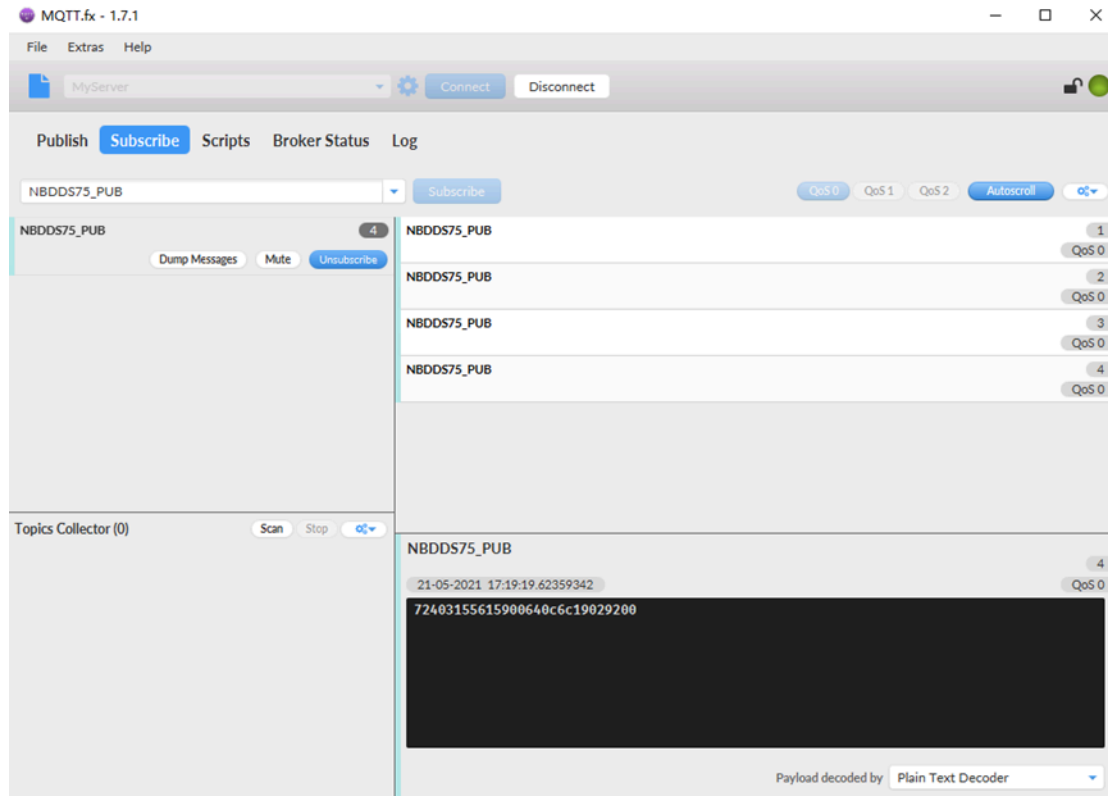 MQTT.fx - 1.7.1
File Extras Help
MyServer Connect Disconnect
Publish Subscribe Scripts Broker Status Log
NBDDS75_PUB Subscribe QoS 0 QoS 1 QoS 2 Autoscroll
NBDDS75_PUB 4
Dump Messages Mute Unsubscribe
NBDDS75_PUB 1
QoS 0
NBDDS75_PUB 2
QoS 0
NBDDS75_PUB 3
QoS 0
NBDDS75_PUB 4
QoS 0
Topics Collector (0) Scan Stop
NBDDS75_PUB
4
21-05-2021 17:19:19.62359342 QoS 0
72403155615900640c6c19029200
Payload decoded by Plain Text Decoder